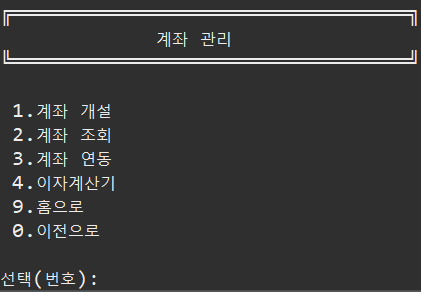 계좌 관리
1.계좌 개설
2.계좌 조회
3.계좌 연동
4.이자계산기
9.홈으로
0.이전으로
선택(번호):